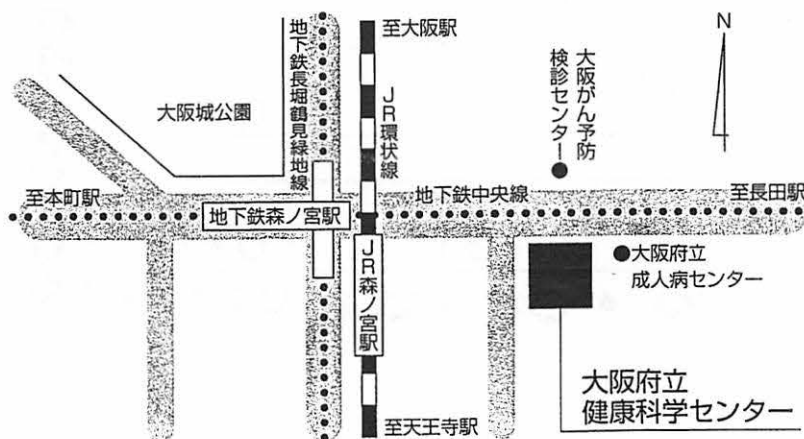 至大阪駅
N
地下鉄長堀鶴見緑地線
JR環状線
大阪がん予防
検診センター
大阪城公園
至本町駅
地下鉄中央線
至長田駅
地下鉄森ノ宮駅
JR森ノ宮駅
大阪府立
成人病センター
大阪府立
健康科学センター
至天王寺駅